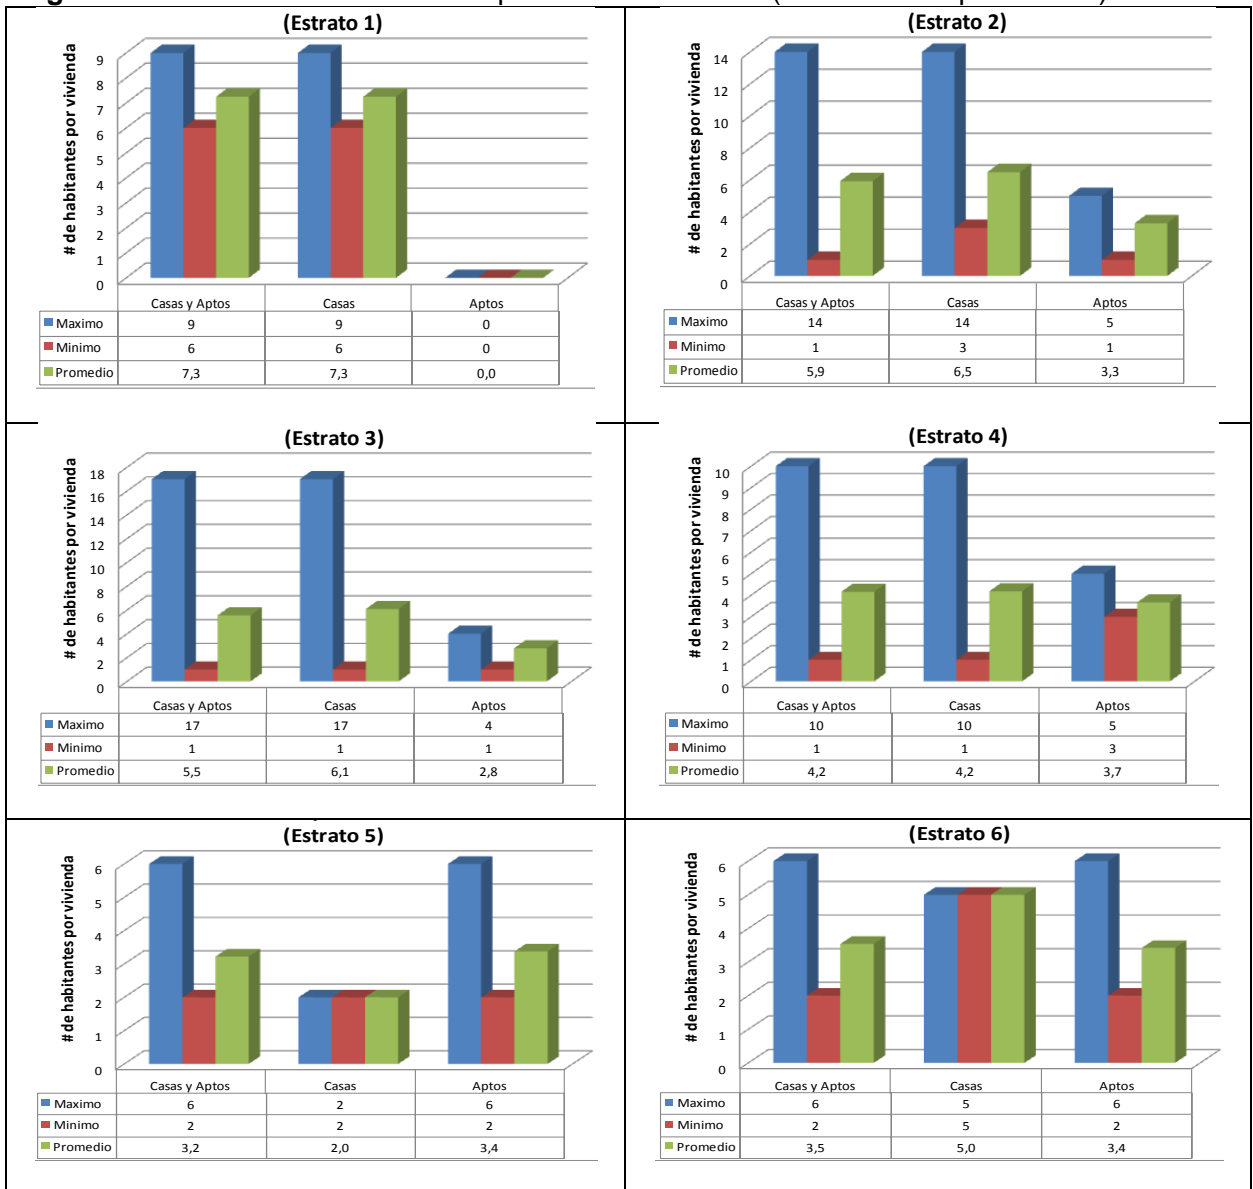 (Estrato 1)
# de habitantes por vivienda
9
8
7
6
5
4
3
2
1
0
Casas y Aptos Casas Aptos
Maximo 9 9 0
Minimo 6 6 0
Promedio 7,3 7,3 0,0
(Estrato 2)
# de habitantes por vivienda
14
12
10
8
6
4
2
0
Casas y Aptos Casas Aptos
Maximo 14 14 5
Minimo 1 3 1
Promedio 5,9 6,5 3,3
(Estrato 3)
# de habitantes por vivienda
18
16
14
12
10
8
6
4
2
0
Casas y Aptos Casas Aptos
Maximo 17 17 4
Minimo 1 1 1
Promedio 5,5 6,1 2,8
(Estrato 4)
# de habitantes por vivienda
10
9
8
7
6
5
4
3
2
1
0
Casas y Aptos Casas Aptos
Maximo 10 10 5
Minimo 1 1 3
Promedio 4,2 4,2 3,7
(Estrato 5)
# de habitantes por vivienda
6
5
4
3
2
1
0
Casas y Aptos Casas Aptos
Maximo 6 2 6
Minimo 2 2 2
Promedio 3,2 2,0 3,4
(Estrato 6)
# de habitantes por vivienda
6
5
4
3
2
1
0
Casas y Aptos Casas Aptos
Maximo 6 5 6
Minimo 2 5 2
Promedio 3,5 5,0 3,4